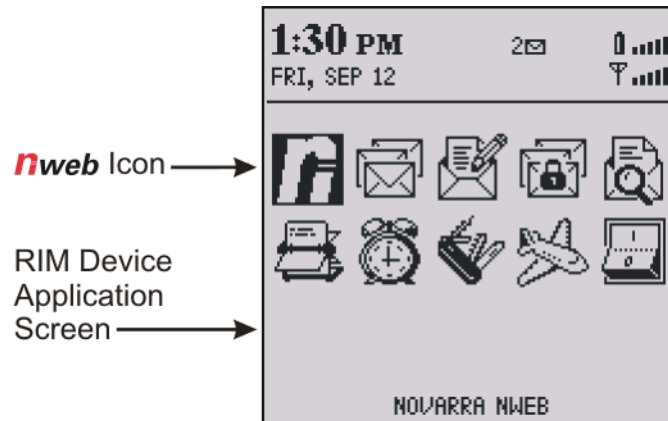 1:30 PM
2
FRI, SEP 12
nweb Icon
RIM Device
Application
Screen
NOVARRA NWEB